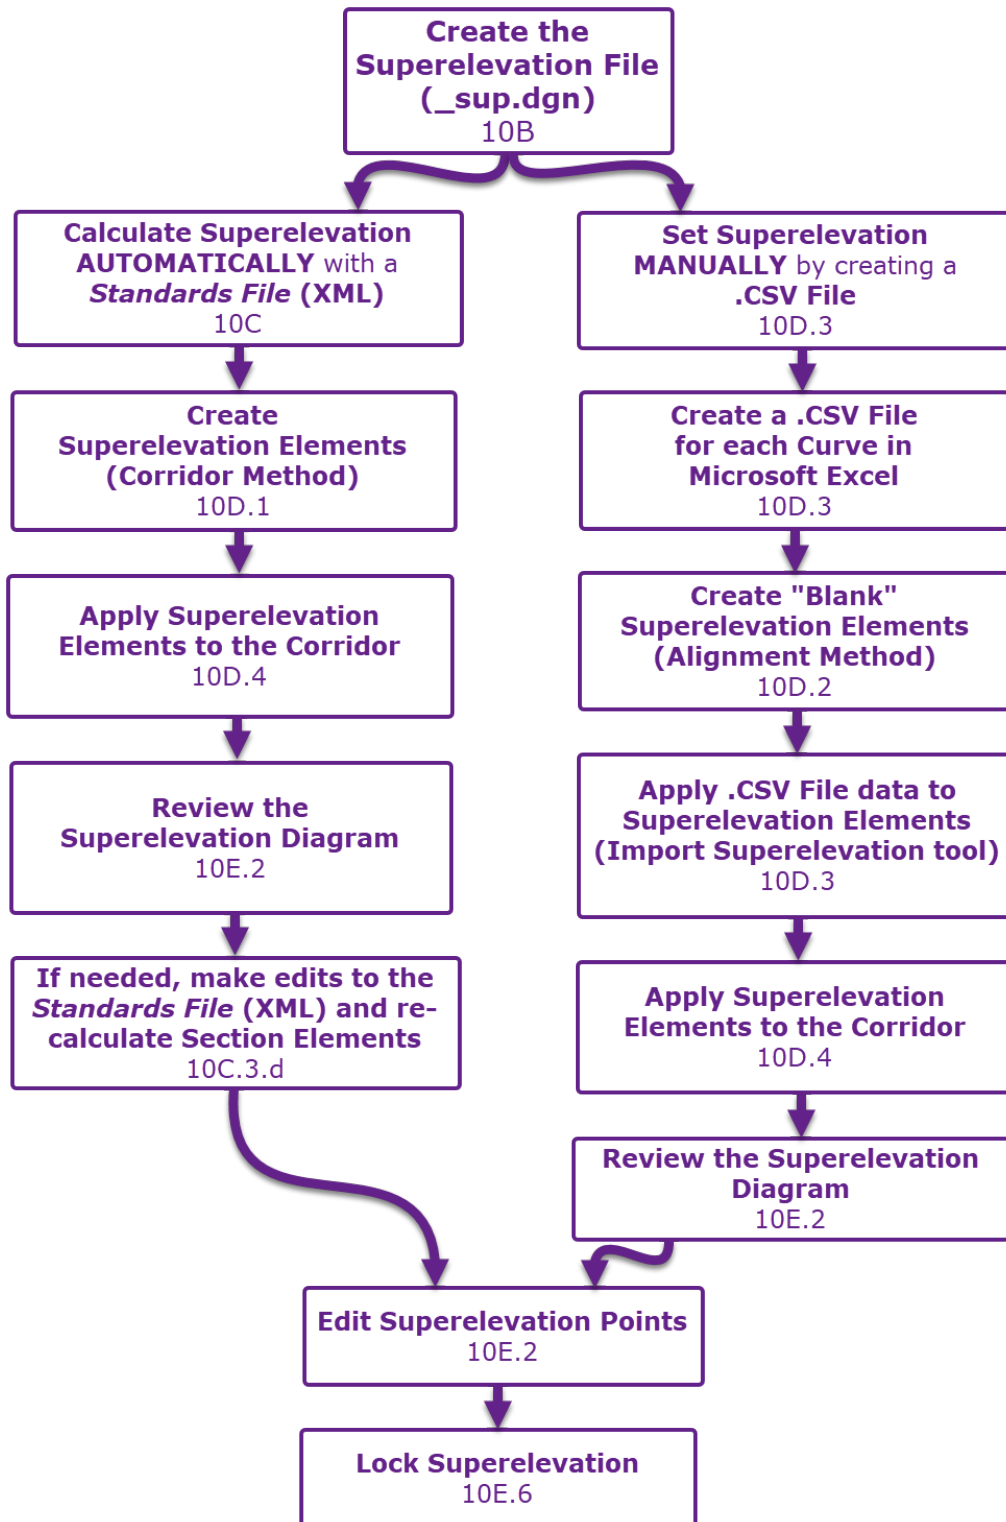 Create the
Superelevation File
(_sup.dgn)
10B
Calculate Superelevation
AUTOMATICALLY with a
Standards File (XML)
10C
Create
Superelevation Elements
(Corridor Method)
10D.1
Apply Superelevation
Elements to the Corridor
10D.4
Review the
Superelevation Diagram
10E.2
If needed, make edits to the
Standards File (XML) and re-
calculate Section Elements
10C.3.d
Set Superelevation
MANUALLY by creating a
.CSV File
10D.3
Create a .CSV File
for each Curve in
Microsoft Excel
10D.3
Create "Blank"
Superelevation Elements
(Alignment Method)
10D.2
Apply .CSV File data to
Superelevation Elements
(Import Superelevation tool)
10D.3
Apply Superelevation
Elements to the Corridor
10D.4
Review the Superelevation
Diagram
10E.2
Edit Superelevation Points
10E.2
Lock Superelevation
10E.6